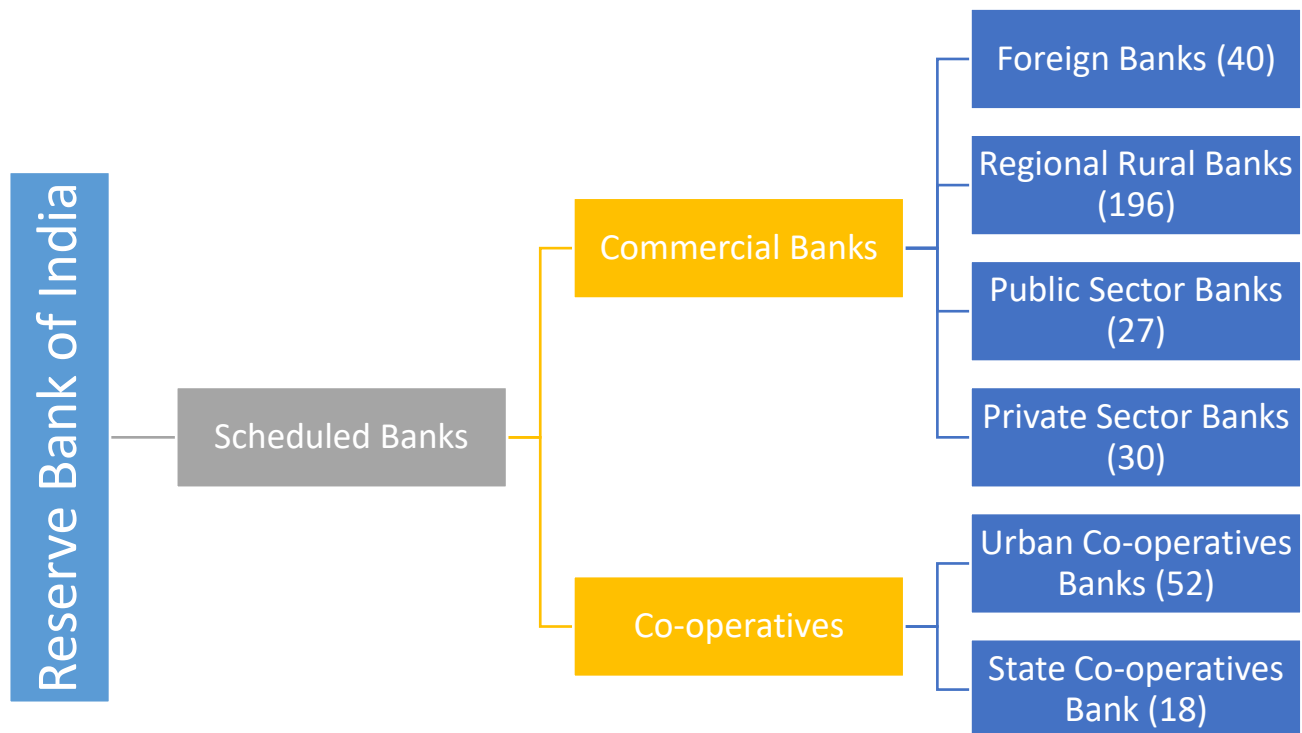 Reserve Bank of India
Scheduled Banks
Commercial Banks
Foreign Banks (40)
Regional Rural Banks
(196)
Public Sector Banks
(27)
Private Sector Banks
(30)
Co-operatives
Urban Co-operatives
Banks (52)
State Co-operatives
Bank (18)